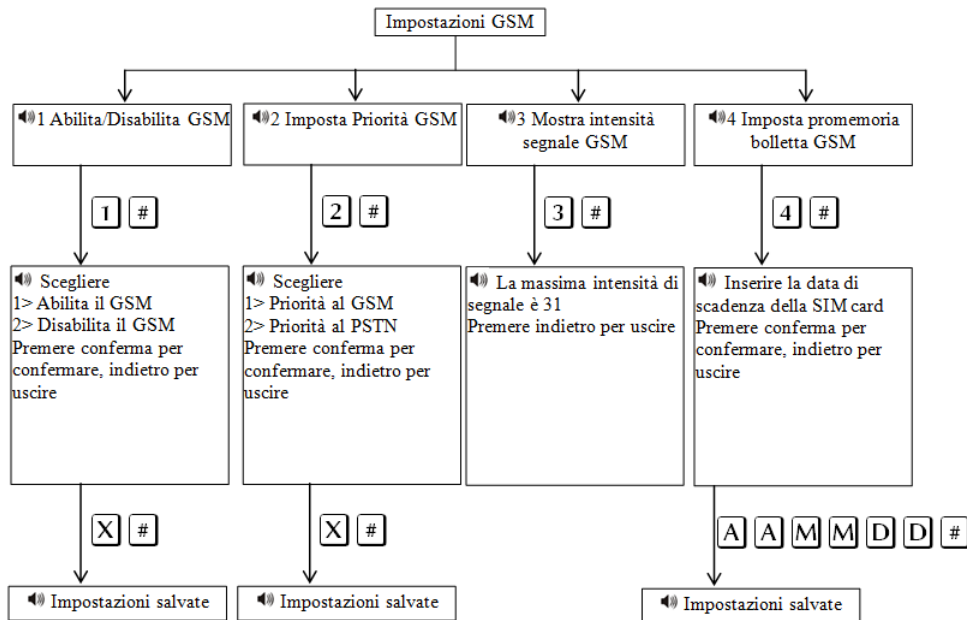 Impostazioni GSM
1 Abilita/Disabilita GSM
2 Imposta Priorità GSM
3 Mostra intensità
segnale GSM
4 Imposta promemoria
bolletta GSM
1 #
2 #
3 #
4 #
Scegliere
1> Abilita il GSM
2> Disabilita il GSM
Premere conferma per
confermare, indietro per
uscire
Scegliere
1> Priorità al GSM
2> Priorità al PSTN
Premere conferma per
confermare, indietro per
uscire
La massima intensità di
segnale è 31
Premere indietro per uscire
Inserire la data di
scadenza della SIM card
Premere conferma per
confermare, indietro per
uscire
X #
X #
A A M M D D #
Impostazioni salvate
Impostazioni salvate
Impostazioni salvate